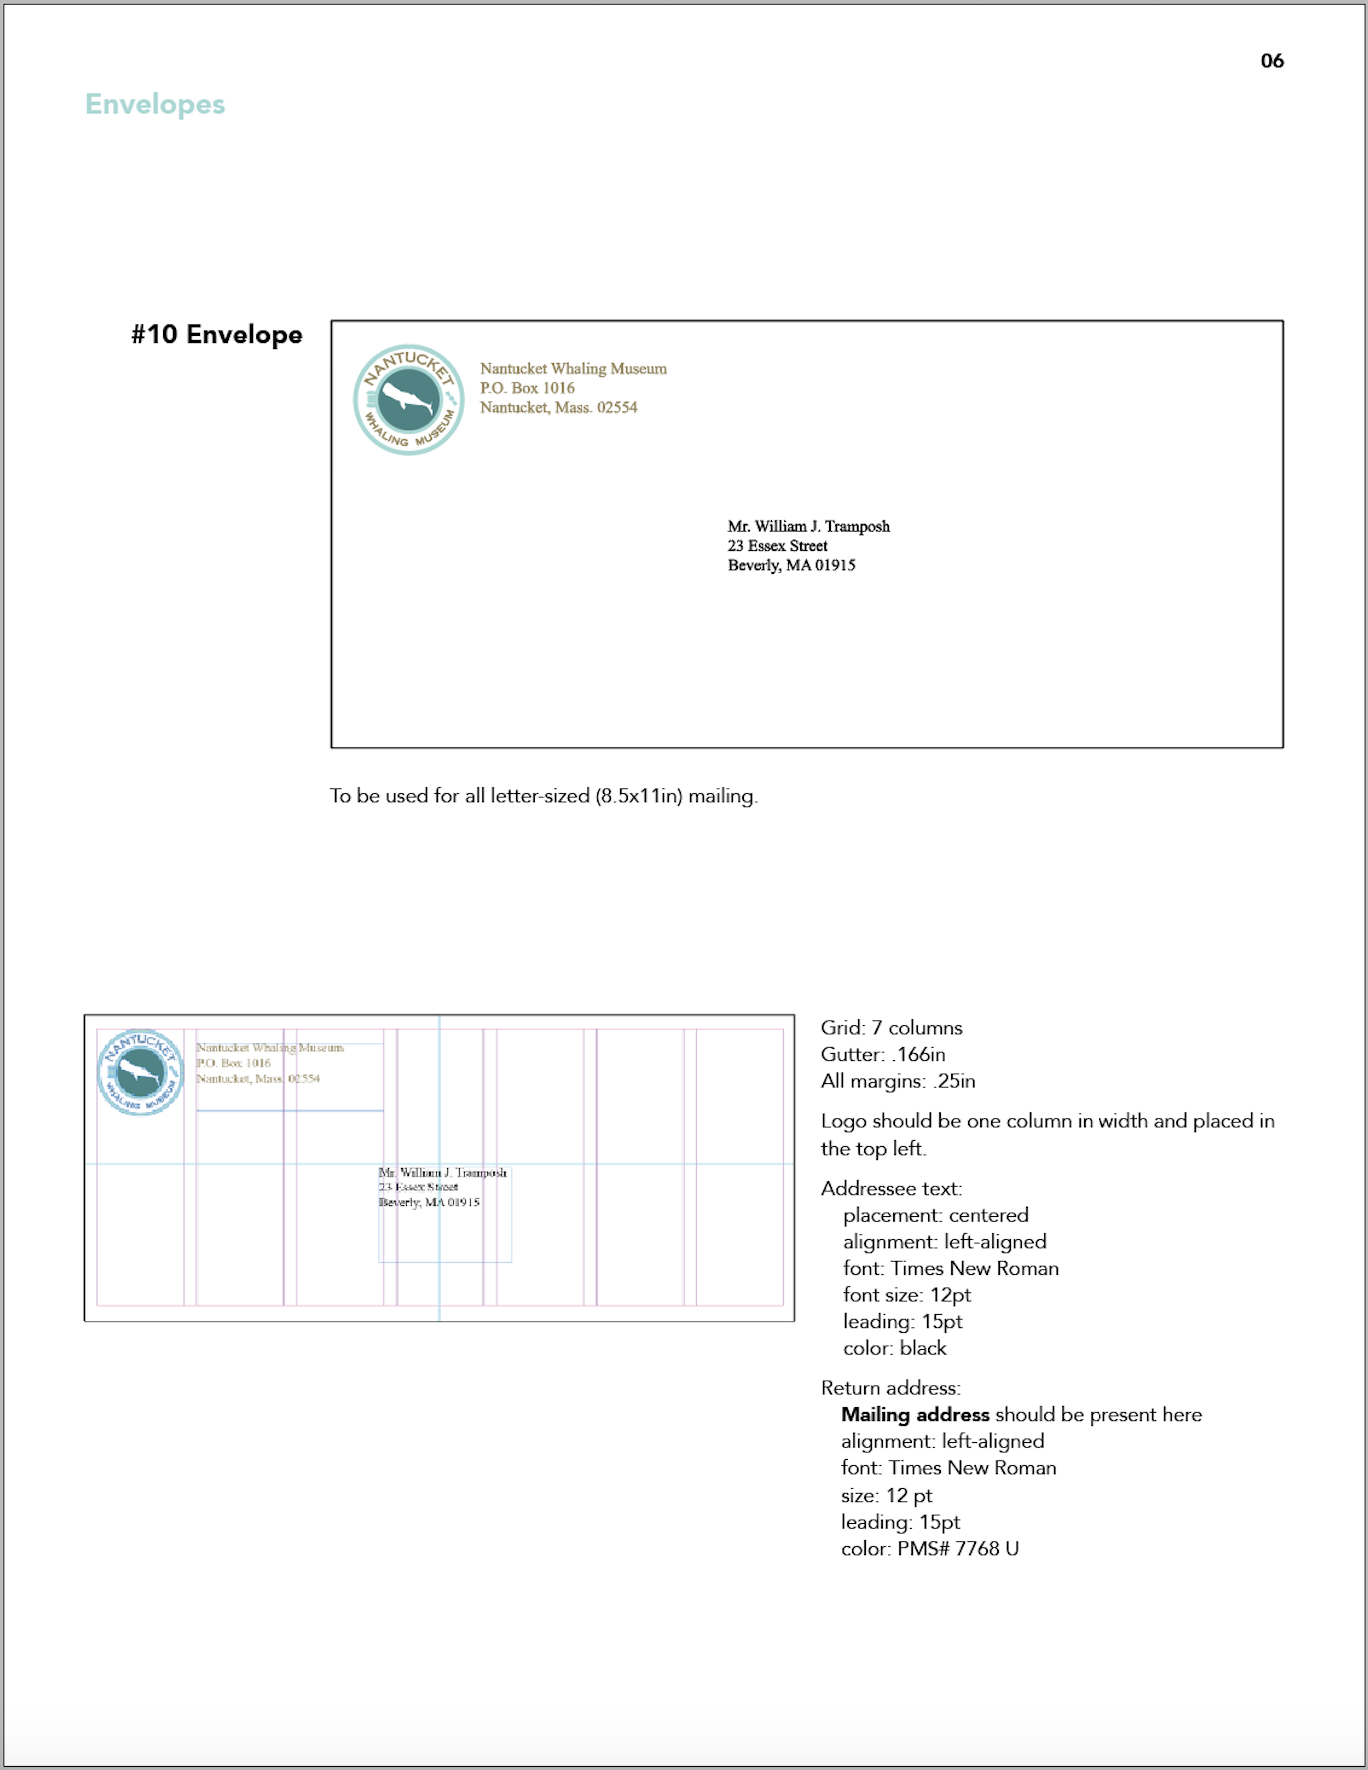 06
Envelopes
#10 Envelope
NANTUCKET
WHALING MUSEUM
Nantucket Whaling Museum
P.O. Box 1016
Nantucket, Mass. 02554
Mr. William J. Tramposh
23 Essex Street
Beverly, MA 01915
To be used for all letter-sized (8.5x11in) mailing.
NANTUCKET
WHALING MUSEUM
Nantucket Whaling Museum
P.O. Box 1016
Nantucket, Mass. 02554
Mr. William J. Tramposh
23 Essex Street
Beverly, MA 01915
Grid: 7 columns
Gutter: .166in
All margins: .25in
Logo should be one column in width and placed in
the top left.
Addressee text:
placement: centered
alignment: left-aligned
font: Times New Roman
font size: 12pt
leading: 15pt
color: black
Return address:
Mailing address should be present here
alignment: left-aligned
font: Times New Roman
size: 12 pt
leading: 15pt
color: PMS# 7768 U